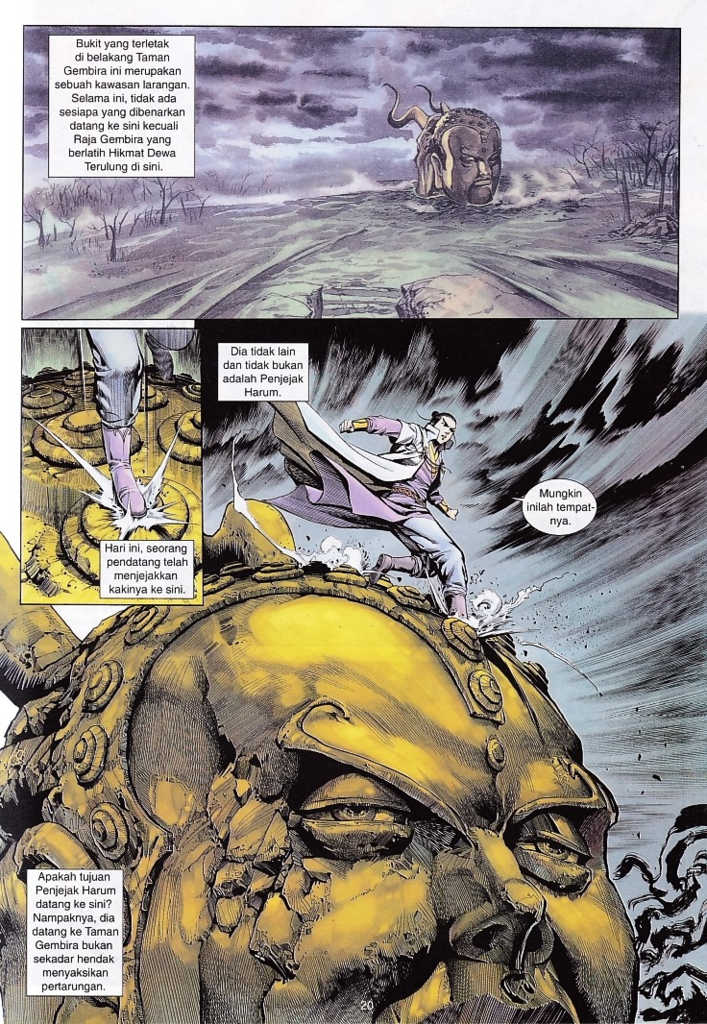 Bukit yang terletak
di belakang Taman
Gembira ini merupakan
sebuah kawasan larangan.
Selama ini, tidak ada
sesiapa yang dibenarkan
datang ke sini kecuali
Raja Gembira yang
berlatih Hikmat Dewa
Terulung di sini.
Dia tidak lain
dan tidak bukan
adalah Penjejak
Harum.
Mungkin
inilah tempat-
nya.
Hari ini, seorang
pendatang telah
menjejakkan
kakinya ke sini.
Apakah tujuan
Penjejak Harum
datang ke sini?
Nampaknya, dia
datang ke Taman
Gembira bukan
sekadar hendak
menyaksikan
pertarungan.
20